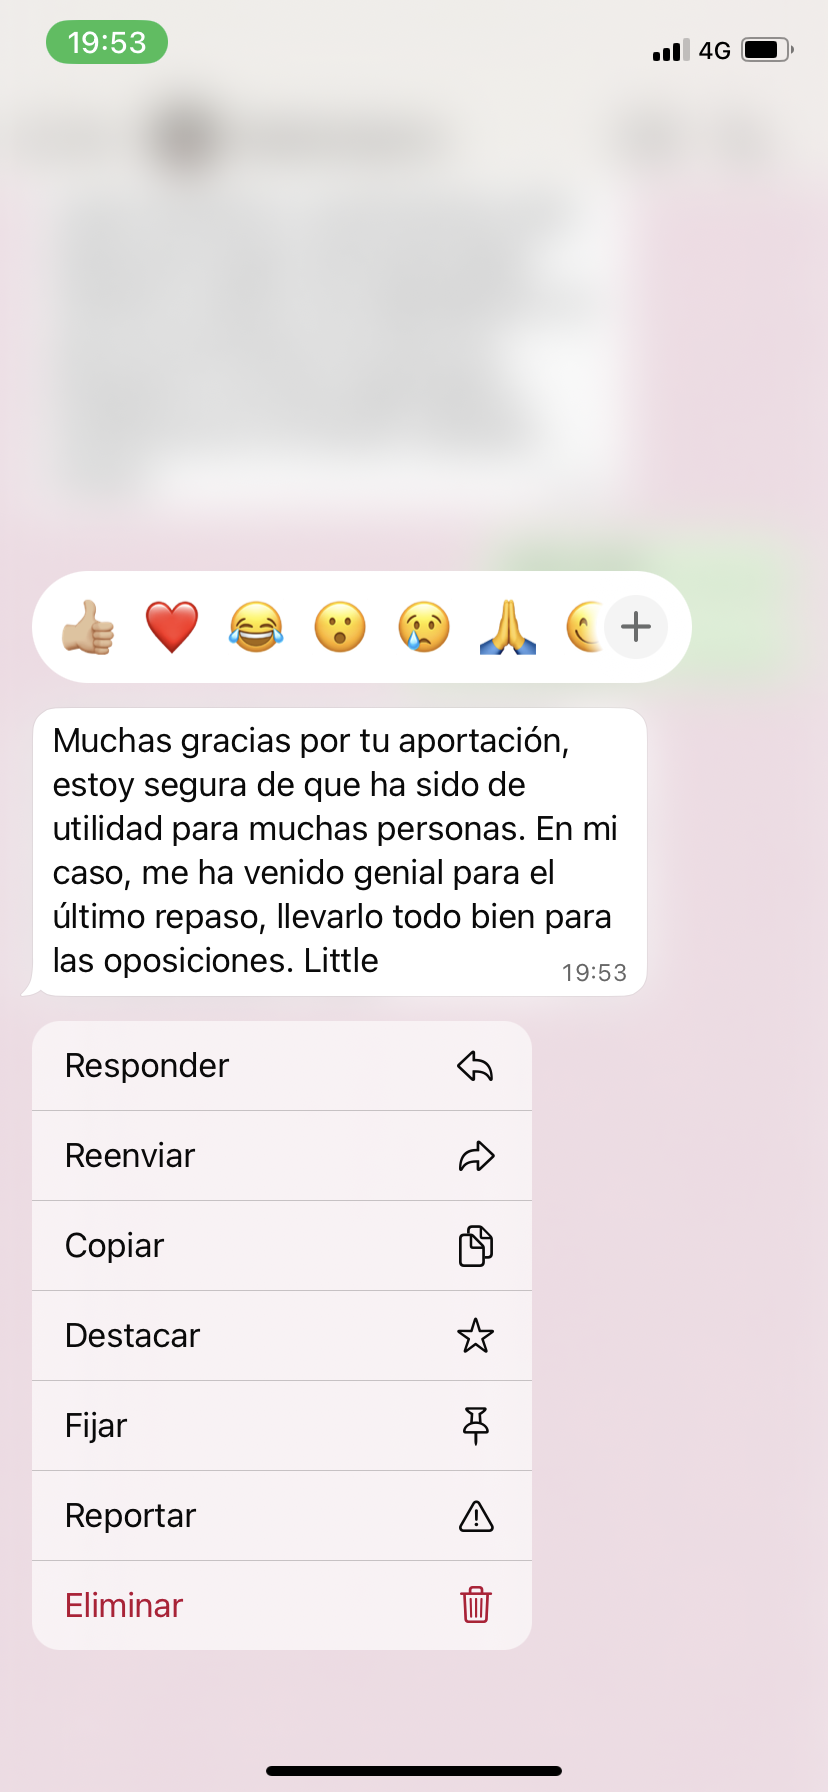 19:53
4G
Muchas gracias por tu aportación,
estoy segura de que ha sido de
utilidad para muchas personas. En mi
caso, me ha venido genial para el
último repaso, llevarlo todo bien para
las oposiciones. Little
19:53
Responder
Reenviar
Copiar
Destacar
Fijar
Reportar
Eliminar